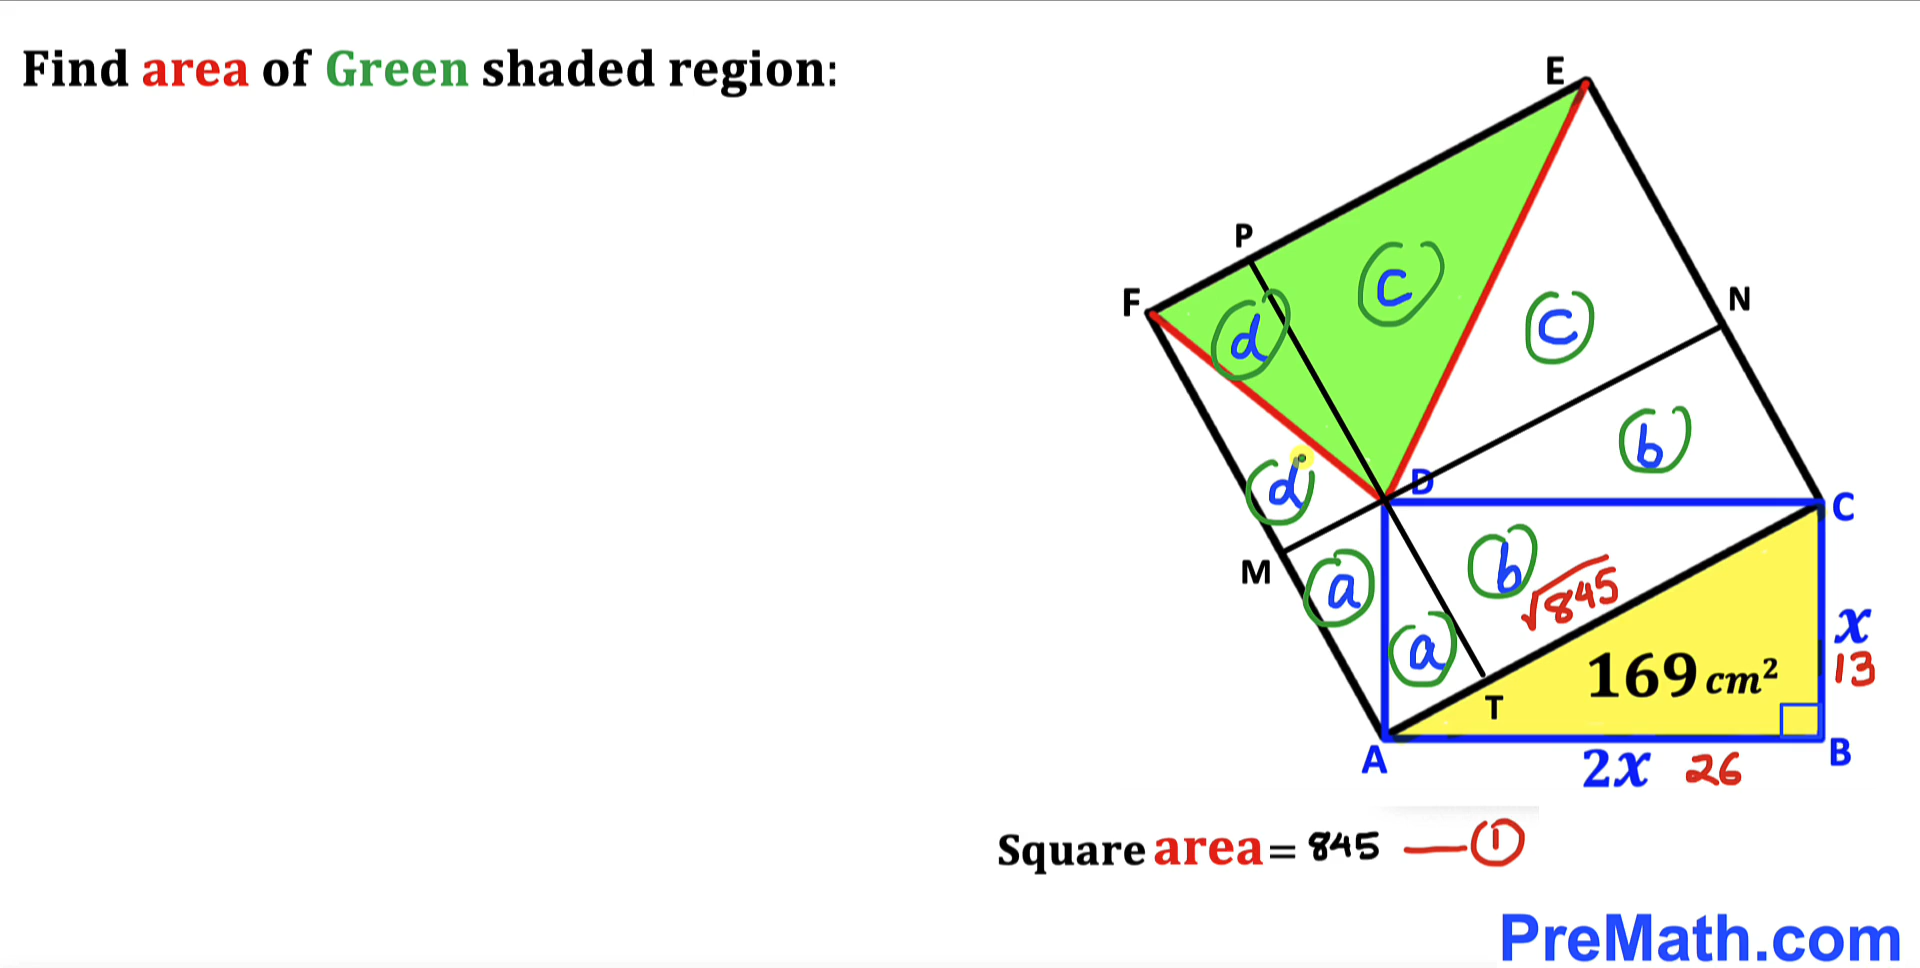 Find area of Green shaded region:
E
P
F
N
C
d
C
b
d
D
C
M
a
b
√845
a
x
13
169 cm²
T
A
B
2x 26
Square area = 845 — ①
PreMath.com